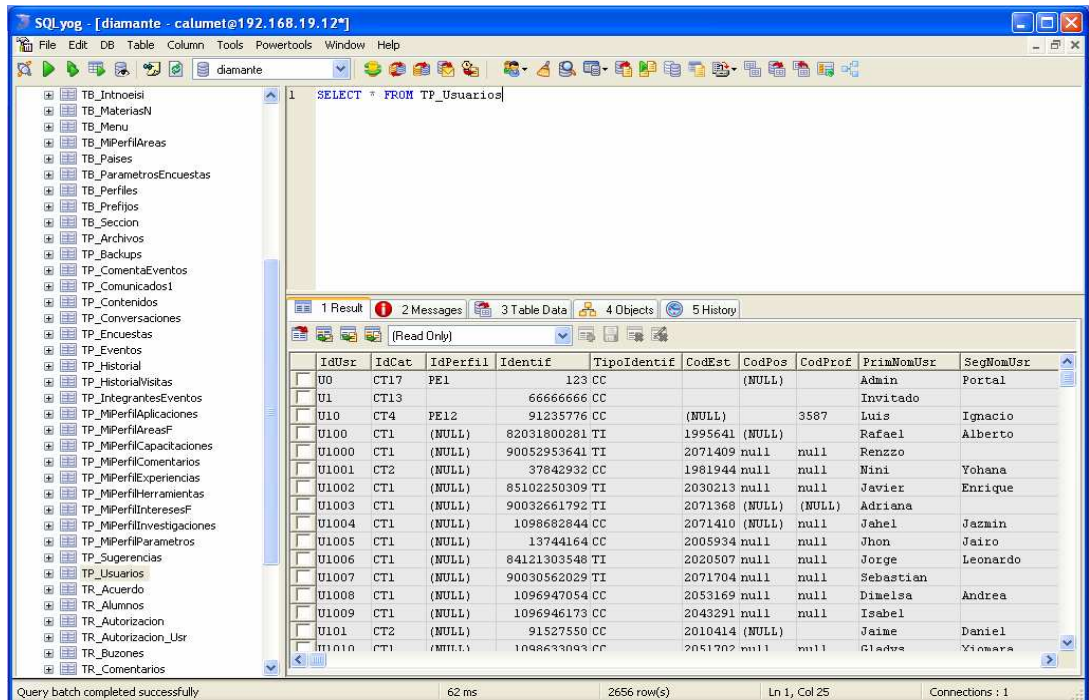 SQLyog - [diamante - calumet@192.168.19.12*]
File Edit DB Table Column Tools Powertools Window Help
diamante
TB_Intnoeisi
TB_MateriasN
TB_Menu
TB_MiPerfilAreas
TB_Paises
TB_ParametrosEncuestas
TB_Perfiles
TB_Prefijos
TB_Seccion
TP_Archivos
TP_Backups
TP_ComentaEventos
TP_Comunicados1
TP_Contenidos
TP_Conversaciones
TP_Encuestas
TP_Eventos
TP_Historial
TP_HistorialVisitas
TP_IntegrantesEventos
TP_MiPerfilAplicaciones
TP_MiPerfilAreasF
TP_MiPerfilCapacitaciones
TP_MiPerfilComentarios
TP_MiPerfilExperiencias
TP_MiPerfilHerramientas
TP_MiPerfilInteresesF
TP_MiPerfilInvestigaciones
TP_MiPerfilParametros
TP_Sugerencias
TP_Usuarios
TR_Acuerdo
TR_Alumnos
TR_Autorizacion
TR_Autorizacion_Usr
TR_Buzones
TR_Comentarios
1 SELECT * FROM TP_Usuarios
1 Result 2 Messages 3 Table Data 4 Objects 5 History
(Read Only)
IdUsr IdCat IdPerfil Identif TipoIdentif CodEst CodPos CodProf PrimNomUsr SegNomUsr
U0 CT17 PE1 123 CC (NULL) Admin Portal
U1 CT13 66666666 CC Invitado
U10 CT4 PE12 91235776 CC (NULL) 3587 Luis Ignacio
U100 CT1 (NULL) 82031800281 TI 1995641 (NULL) Rafael Alberto
U1000 CT1 (NULL) 90052953641 TI 2071409 null null Renzzo
U1001 CT2 (NULL) 37842932 CC 1981944 null null Nini Yohana
U1002 CT1 (NULL) 85102250309 TI 2030213 null null Javier Enrique
U1003 CT1 (NULL) 90032661792 TI 2071368 (NULL) (NULL) Adriana
U1004 CT1 (NULL) 1098682844 CC 2071410 (NULL) null Jahel Jazmin
U1005 CT1 (NULL) 13744164 CC 2005934 null null Jhon Jairo
U1006 CT1 (NULL) 84121303548 TI 2020507 null null Jorge Leonardo
U1007 CT1 (NULL) 90030562029 TI 2071704 null null Sebastian
U1008 CT1 (NULL) 1096947054 CC 2053169 null null Dimelsa Andrea
U1009 CT1 (NULL) 1096946173 CC 2043291 null null Isabel
U101 CT2 (NULL) 91527550 CC 2010414 (NULL) Jaime Daniel
U1010 CT1 (NULL) 1098633093 CC 2051702 null null Gladys Xiomara
Query batch completed successfully 62 ms 2656 row(s) Ln 1, Col 25 Connections : 1